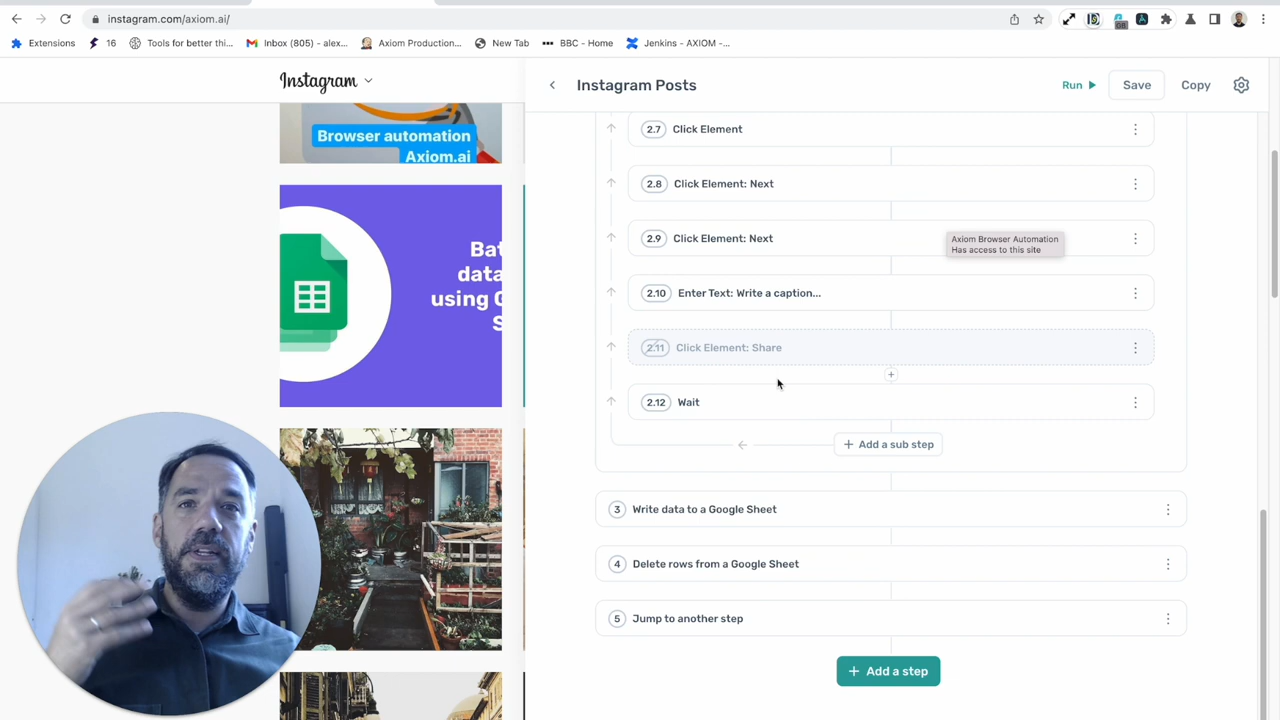 instagram.com/axiom.ai/
08
Extensions
16
Tools for better thi...
Inbox (805) - alex...
Axiom Production...
New Tab
BBC - Home
Jenkins - AXIOM -...
Instagram
Instagram Posts
Run
Save
Copy
Browser automation
Axiom.ai
Bat
data
using G
S
2.7 Click Element
2.8 Click Element: Next
2.9 Click Element: Next
Axiom Browser Automation
Has access to this site
2.10 Enter Text: Write a caption...
2.11 Click Element: Share
+
2.12 Wait
+ Add a sub step
3 Write data to a Google Sheet
4 Delete rows from a Google Sheet
5 Jump to another step
+ Add a step